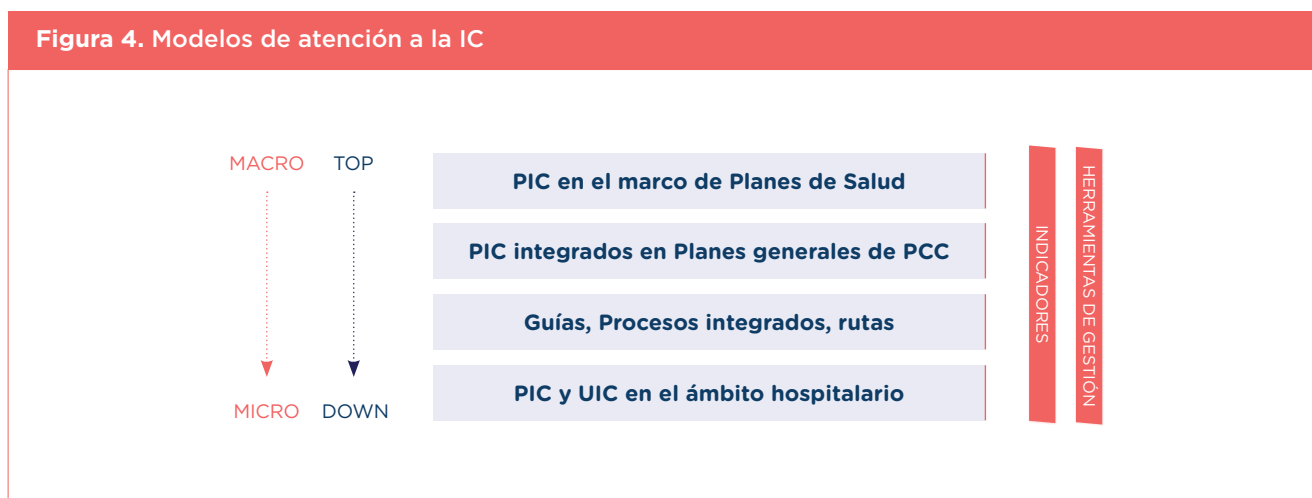 Figura 4. Modelos de atención a la IC
MACRO TOP
PIC en el marco de Planes de Salud
PIC integrados en Planes generales de PCC
Guías, Procesos integrados, rutas
PIC y UIC en el ámbito hospitalario
MICRO DOWN
INDICADORES
HERRAMIENTAS DE GESTIÓN